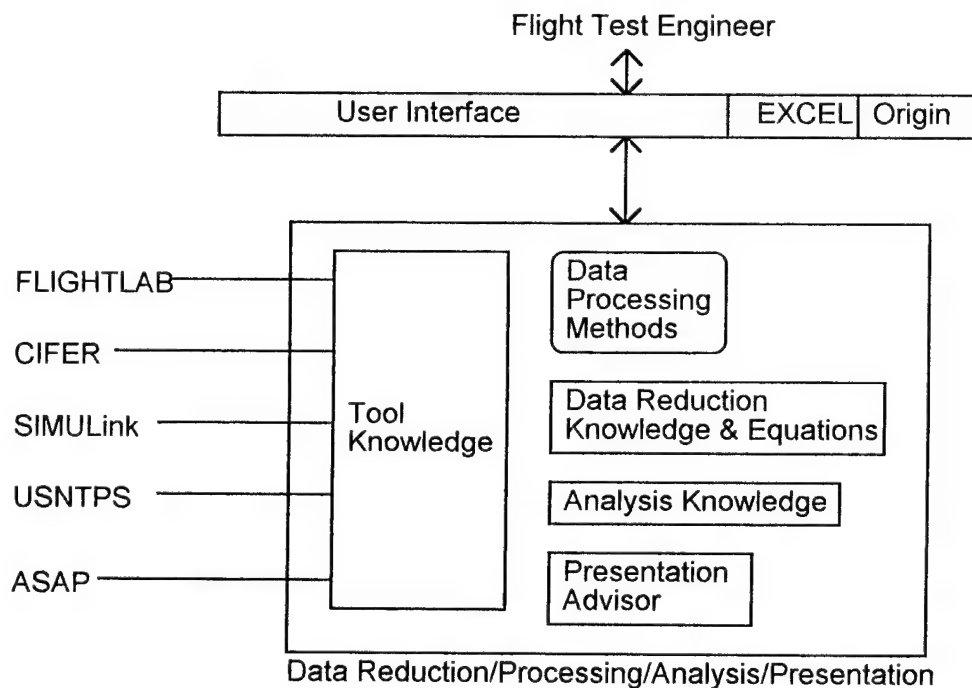 Flight Test Engineer
User Interface
EXCEL
Origin
FLIGHTLAB
CIFER
SIMULink
USNTPS
ASAP
Tool
Knowledge
Data
Processing
Methods
Data Reduction
Knowledge & Equations
Analysis Knowledge
Presentation
Advisor
Data Reduction/Processing/Analysis/Presentation